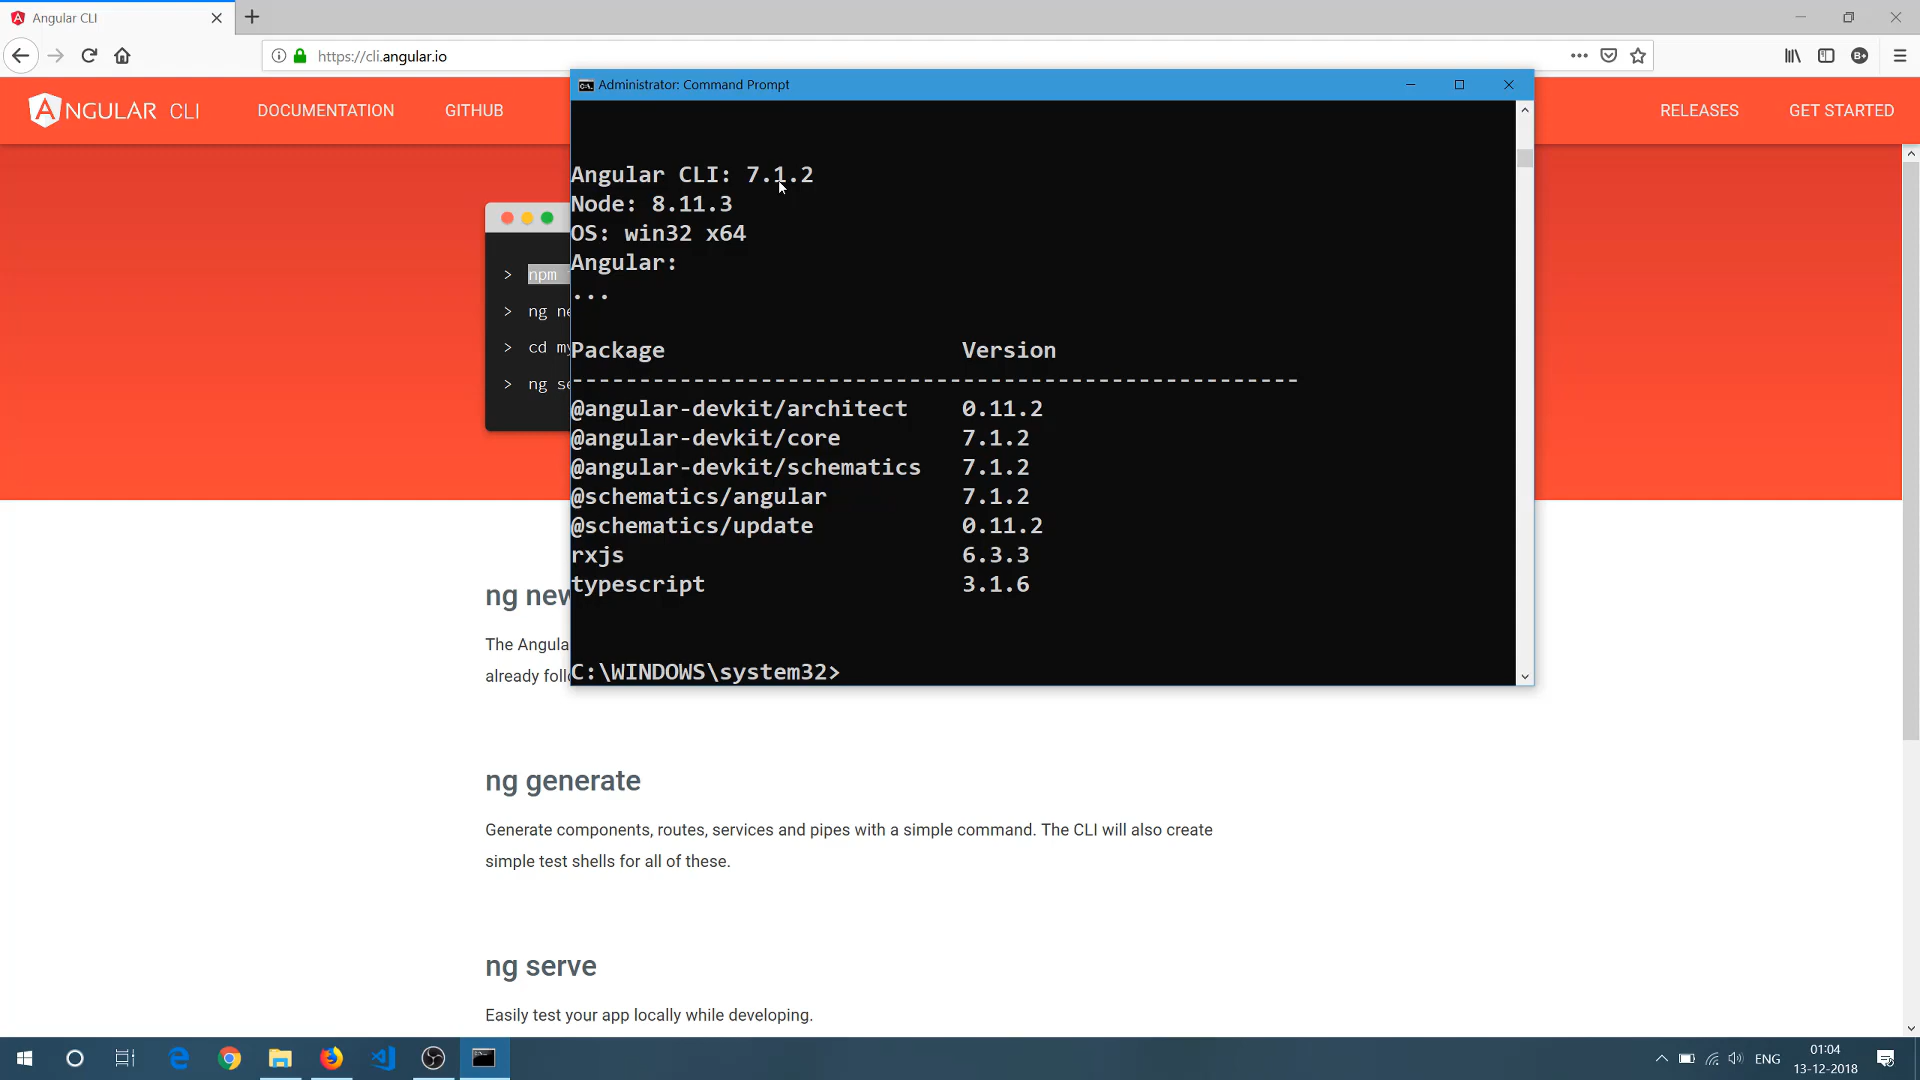 Angular CLI
https://cli.angular.io
ANGULAR CLI
DOCUMENTATION
GITHUB
RELEASES
GET STARTED
Administrator: Command Prompt
Angular CLI: 7.1.2
Node: 8.11.3
OS: win32 x64
Angular:
...
Package Version
------------------------------------------------------
@angular-devkit/architect 0.11.2
@angular-devkit/core 7.1.2
@angular-devkit/schematics 7.1.2
@schematics/angular 7.1.2
@schematics/update 0.11.2
rxjs 6.3.3
typescript 3.1.6
C:\WINDOWS\system32>
> npm
> ng ne
> cd my
> ng se
ng new
The Angula
already foll
ng generate
Generate components, routes, services and pipes with a simple command. The CLI will also create
simple test shells for all of these.
ng serve
Easily test your app locally while developing.
ENG
01:04
13-12-2018